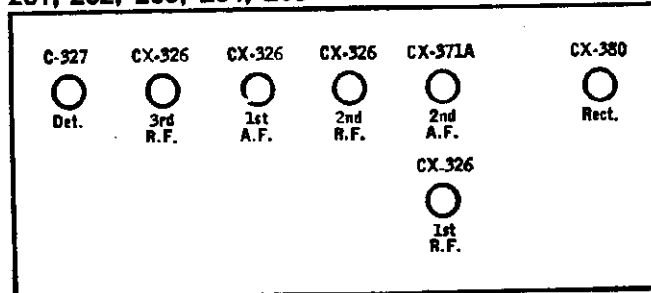 C-327 CX-326 CX-326 CX-326 CX-371A CX-380
Det. 3rd 1st 2nd 2nd Rect.
R.F. A.F. R.F. A.F.
CX-326
1st
R.F.